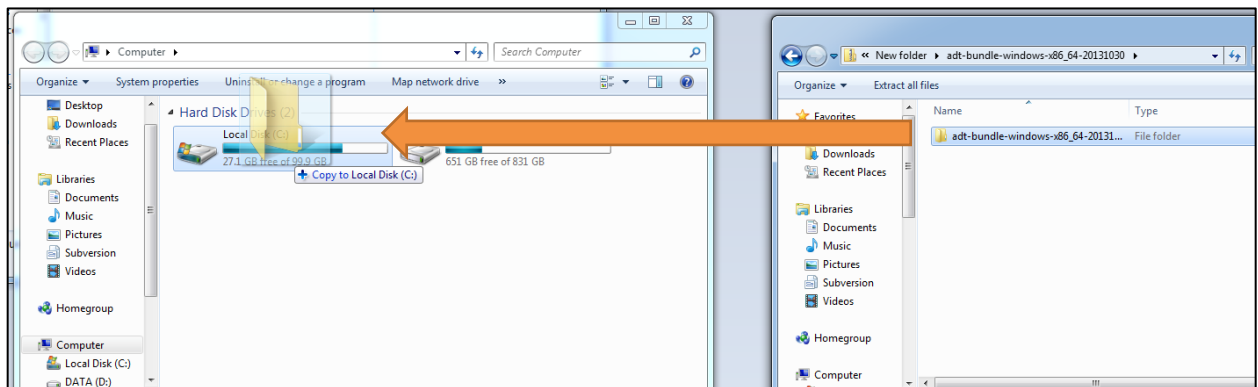 Computer
Search Computer
Organize
System properties
Uninstall or change a program
Map network drive
»
Desktop
Downloads
Recent Places
Libraries
Documents
Music
Pictures
Subversion
Videos
Homegroup
Computer
Local Disk (C:)
DATA (D:)
Hard Disk Drives (2)
Local Disk (C:)
27.1 GB free of 99.9 GB
651 GB free of 831 GB
Copy to Local Disk (C:)
« New folder adt-bundle-windows-x86_64-20131030
Organize
Extract all files
Name
Type
adt-bundle-windows-x86_64-20131...
File folder
Favorites
Downloads
Recent Places
Libraries
Documents
Music
Pictures
Subversion
Videos
Homegroup
Computer